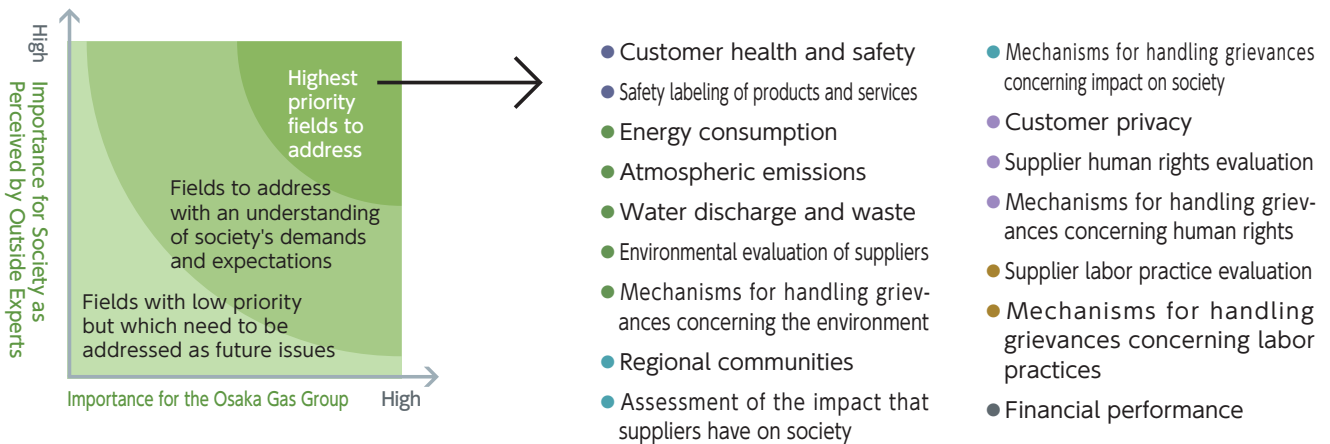 High
Importance for Society as
Perceived by Outside Experts
Highest
priority
fields to
address
Fields to address
with an understanding
of society's demands
and expectations
Fields with low priority
but which need to be
addressed as future issues
Importance for the Osaka Gas Group
High
Customer health and safety
Safety labeling of products and services
Energy consumption
Atmospheric emissions
Water discharge and waste
Environmental evaluation of suppliers
Mechanisms for handling griev-
ances concerning the environment
Regional communities
Assessment of the impact that
suppliers have on society
Mechanisms for handling grievances
concerning impact on society
Customer privacy
Supplier human rights evaluation
Mechanisms for handling griev-
ances concerning human rights
Supplier labor practice evaluation
Mechanisms for handling
grievances concerning labor
practices
Financial performance